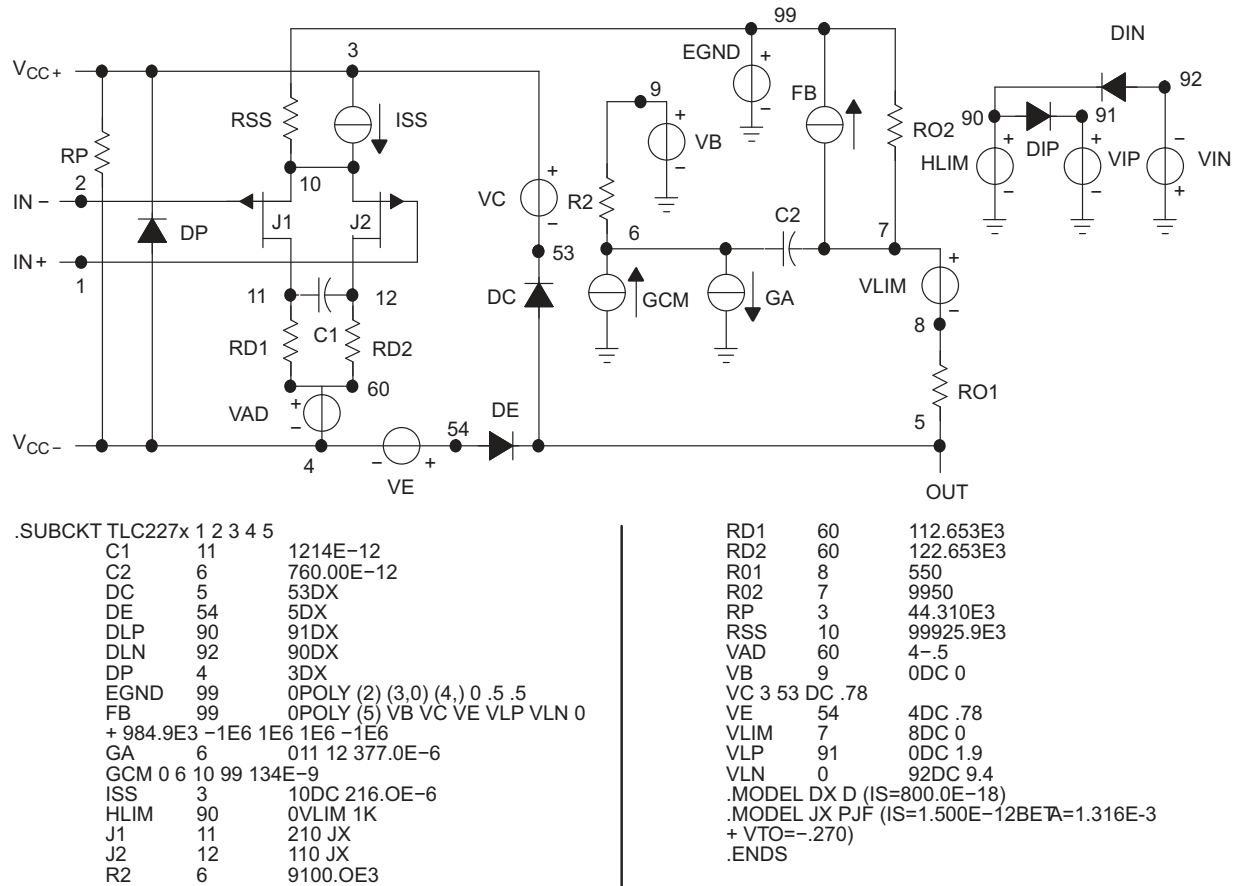 99
DIN
3
EGND
+
92
V CC+
9
+
FB
90
91
RSS
ISS
−
RO2
+
−
RP
VB
HLIM
DIP
+
VIP
VIN
2
10
+
−
−
−
+
IN −
VC
R2
J1
J2
−
C2
DP
6
7
IN+
53
+
1
GCM
GA
VLIM
11
12
DC
−
C1
8
RD1
RD2
60
RO1
+
VAD
−
DE
5
V CC −
54
4
−
+
VE
OUT
.SUBCKT TLC227x 1 2 3 4 5
C1 11 1214E−12
C2 6 760.00E−12
DC 5 53DX
DE 54 5DX
DLP 90 91DX
DLN 92 90DX
DP 4 3DX
EGND 99 0POLY (2) (3,0) (4,) 0 .5 .5
FB 99 0POLY (5) VB VC VE VLP VLN 0
+ 984.9E3 −1E6 1E6 1E6 −1E6
GA 6 011 12 377.0E−6
GCM 0 6 10 99 134E−9
ISS 3 10DC 216.OE−6
HLIM 90 0VLIM 1K
J1 11 210 JX
J2 12 110 JX
R2 6 9100.OE3
RD1 60 112.653E3
RD2 60 122.653E3
R01 8 550
R02 7 9950
RP 3 44.310E3
RSS 10 99925.9E3
VAD 60 4−.5
VB 9 0DC 0
VC 3 53 DC .78
VE 54 4DC .78
VLIM 7 8DC 0
VLP 91 0DC 1.9
VLN 0 92DC 9.4
.MODEL DX D (IS=800.0E−18)
.MODEL JX PJF (IS=1.500E−12BETA=1.316E-3
+ VTO=−.270)
.ENDS